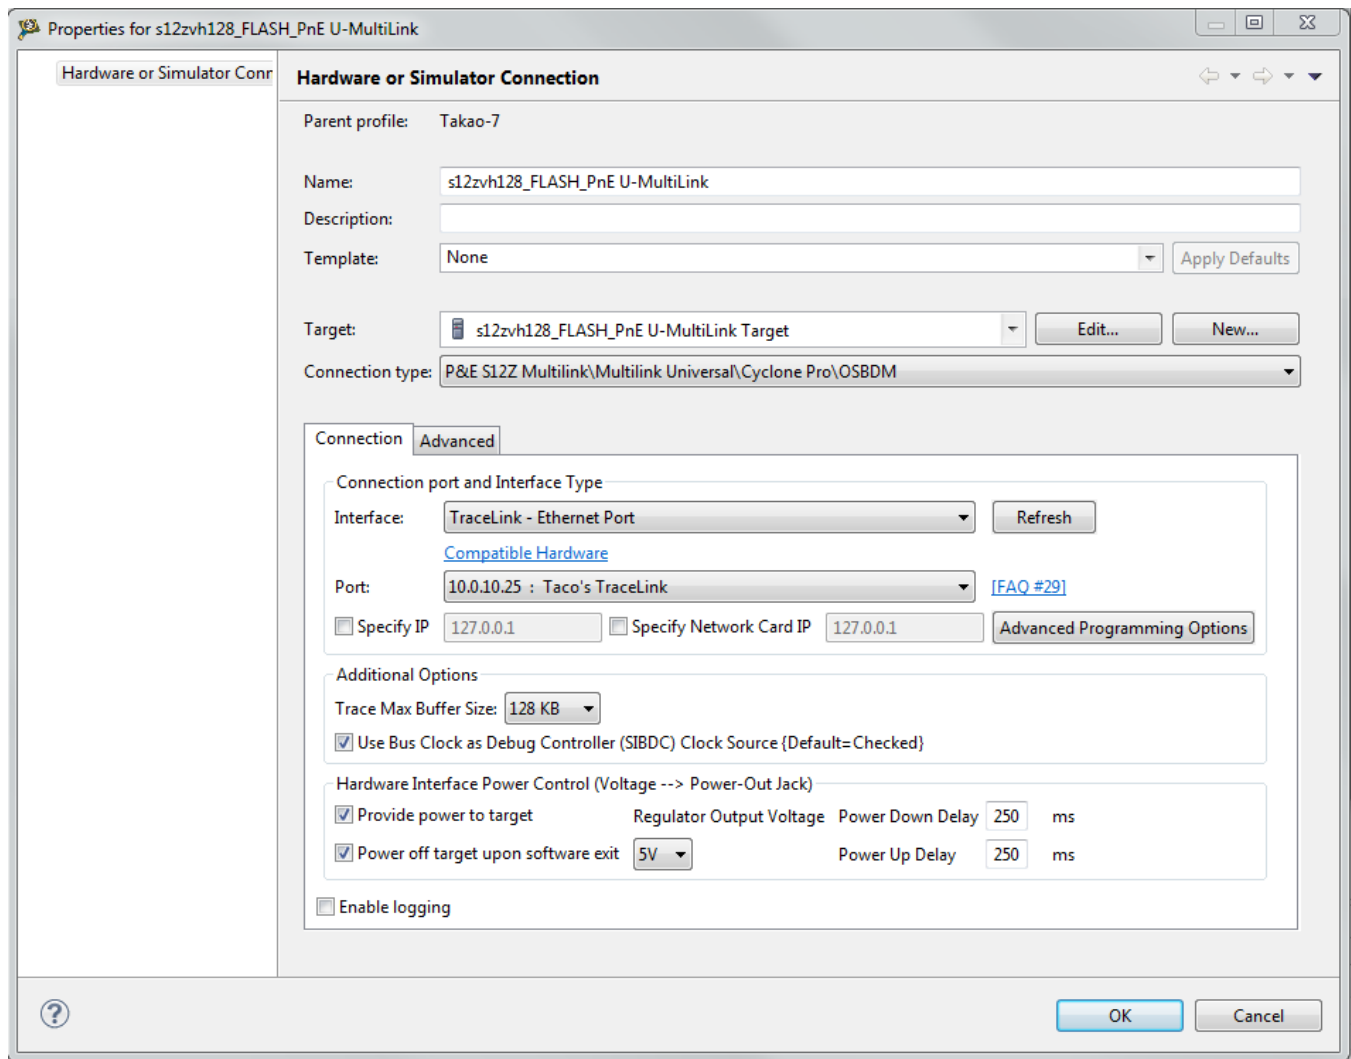 Properties for s12zvh128_FLASH_PnE U-MultiLink
Hardware or Simulator Conr
Hardware or Simulator Connection
Parent profile: Takao-7
Name: s12zvh128_FLASH_PnE U-MultiLink
Description:
Template: None Apply Defaults
Target: s12zvh128_FLASH_PnE U-MultiLink Target Edit... New...
Connection type: P&E S12Z Multilink\Multilink Universal\Cyclone Pro\OSBDM
Connection Advanced
Connection port and Interface Type
Interface: TraceLink - Ethernet Port Refresh
Compatible Hardware
Port: 10.0.10.25 : Taco's TraceLink [FAQ #29]
Specify IP 127.0.0.1 Specify Network Card IP 127.0.0.1 Advanced Programming Options
Additional Options
Trace Max Buffer Size: 128 KB
Use Bus Clock as Debug Controller (SIBDC) Clock Source {Default=Checked}
Hardware Interface Power Control (Voltage --> Power-Out Jack)
Provide power to target Regulator Output Voltage Power Down Delay 250 ms
Power off target upon software exit 5V Power Up Delay 250 ms
Enable logging
? OK Cancel